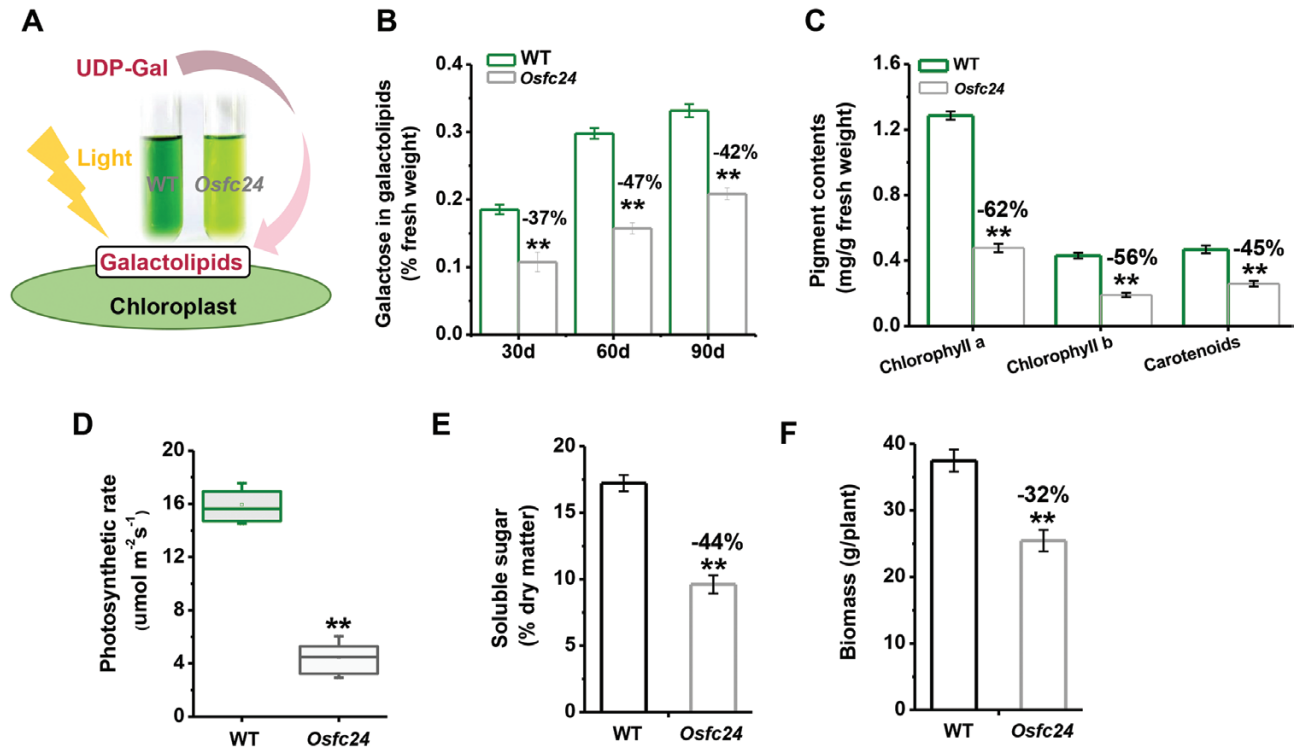 A
UDP-Gal
Light
WT
Osfc24
Galactolipids
Chloroplast
B
WT
Osfc24
Galactose in galactolipids
(% fresh weight)
0.4
0.3
0.2
0.1
0.0
-37%
**
-47%
**
-42%
**
30d
60d
90d
C
WT
Osfc24
Pigment contents
(mg/g fresh weight)
1.6
1.2
0.8
0.4
0.0
-62%
**
-56%
**
-45%
**
Chlorophyll a
Chlorophyll b
Carotenoids
D
Photosynthetic rate
(umol m-2s-1)
20
16
12
8
4
0
**
WT
Osfc24
E
Soluble sugar
(% dry matter)
20
15
10
5
0
-44%
**
WT
Osfc24
F
Biomass (g/plant)
40
30
20
10
0
-32%
**
WT
Osfc24